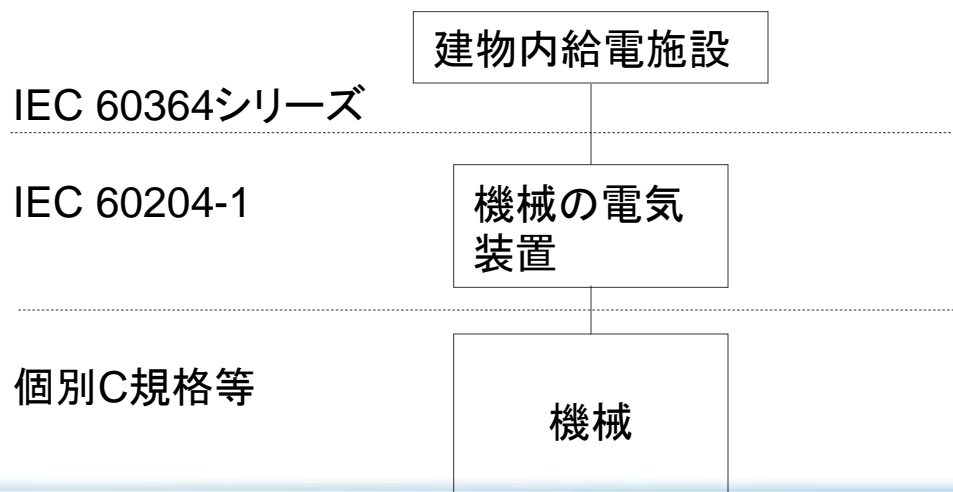 建物内給電施設
IEC 60364シリーズ
IEC 60204-1
機械の電気
装置
個別C規格等
機械